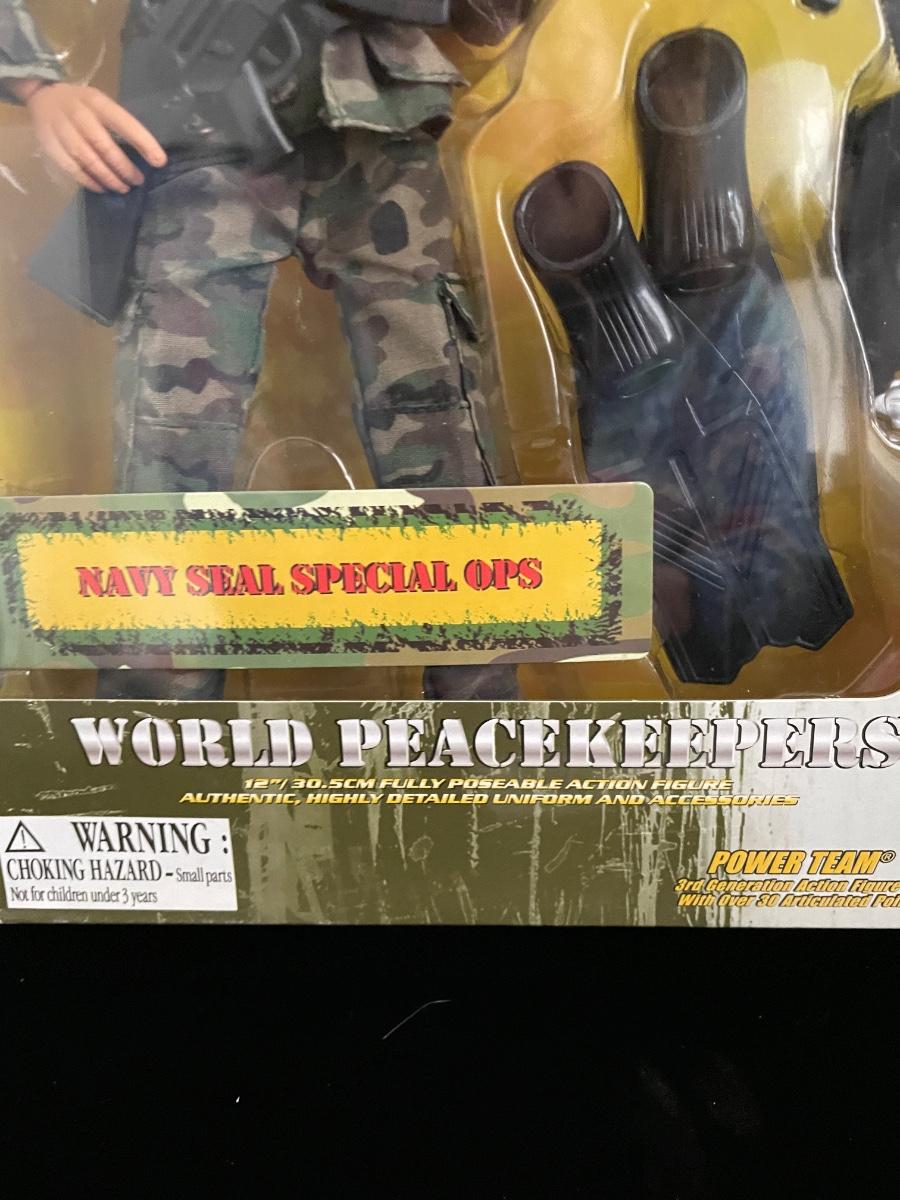 NAVY SEAL SPECIAL OPS
WORLD PEACEKEEPERS
12"/30.5CM FULLY POSEABLE ACTION FIGURE
AUTHENTIC, HIGHLY DETAILED UNIFORM AND ACCESSORIES
WARNING :
CHOKING HAZARD - Small parts
Not for children under 3 years
POWER TEAM®
3rd Generation Action Figure
With Over 30 Articulated